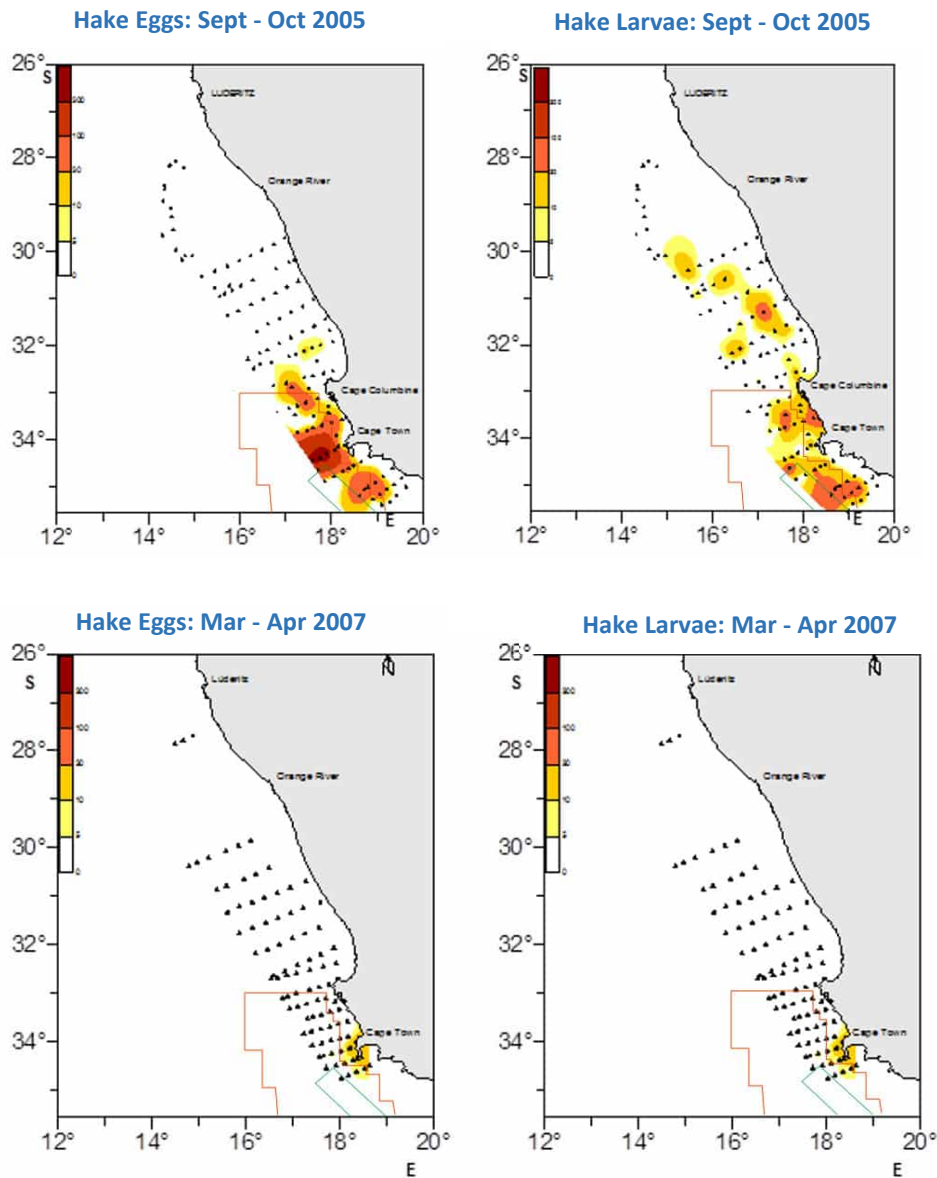 Hake Eggs: Sept - Oct 2005
Hake Larvae: Sept - Oct 2005
26°
S
LUDERITZ
28°
Orange River
30°
32°
Cape Columbine
Cape Town
34°
E
12° 14° 16° 18° 20°
26°
S
LUDERITZ
28°
Orange River
30°
32°
Cape Columbine
Cape Town
34°
E
12° 14° 16° 18° 20°
Hake Eggs: Mar - Apr 2007
Hake Larvae: Mar - Apr 2007
26°
S
N
Luderitz
28°
Orange River
30°
32°
Cape Town
34°
12° 14° 16° 18° 20°
E
26°
S
N
Luderitz
28°
Orange River
30°
32°
Cape Town
34°
12° 14° 16° 18° 20°
E